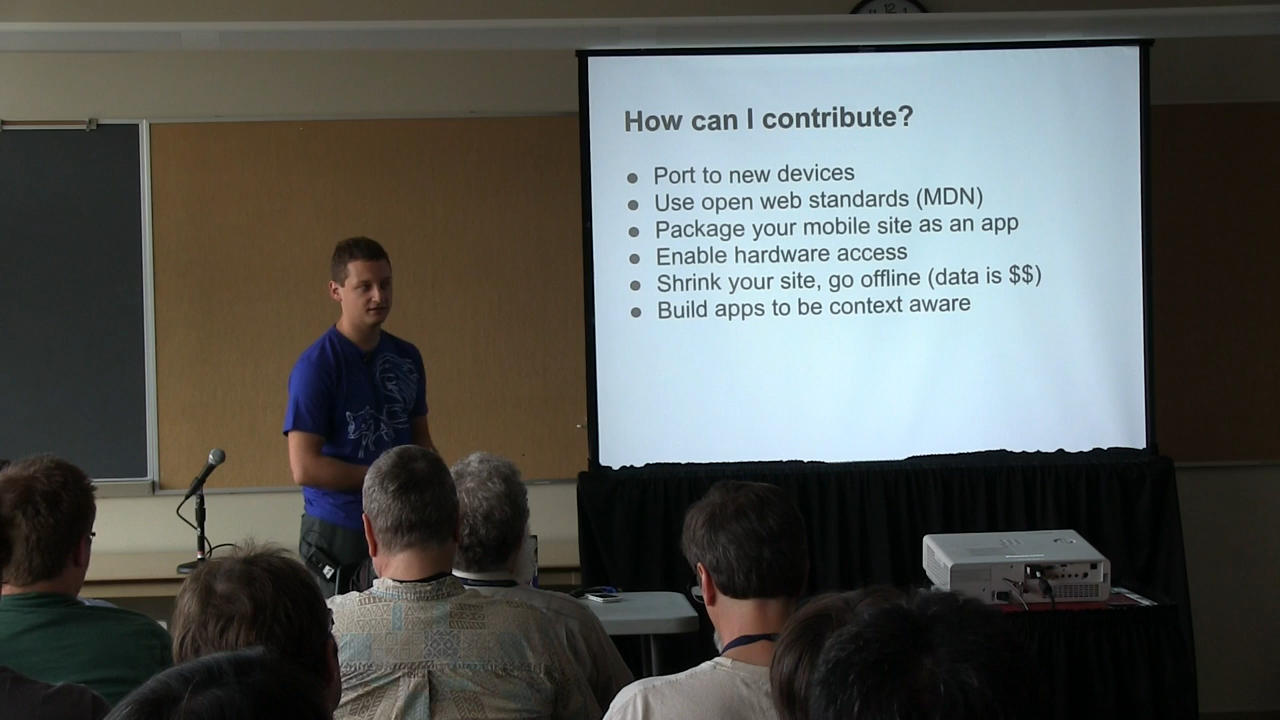 12
How can I contribute?
● Port to new devices
● Use open web standards (MDN)
● Package your mobile site as an app
● Enable hardware access
● Shrink your site, go offline (data is $$)
● Build apps to be context aware